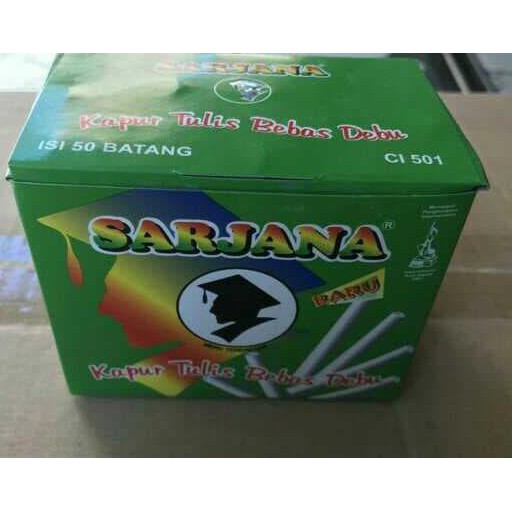 SARJANA
Kapur Tulis Bebas Debu
ISI 50 BATANG
CI 501
SARJANA®
BARU
Kapur Tulis Bebas Debu